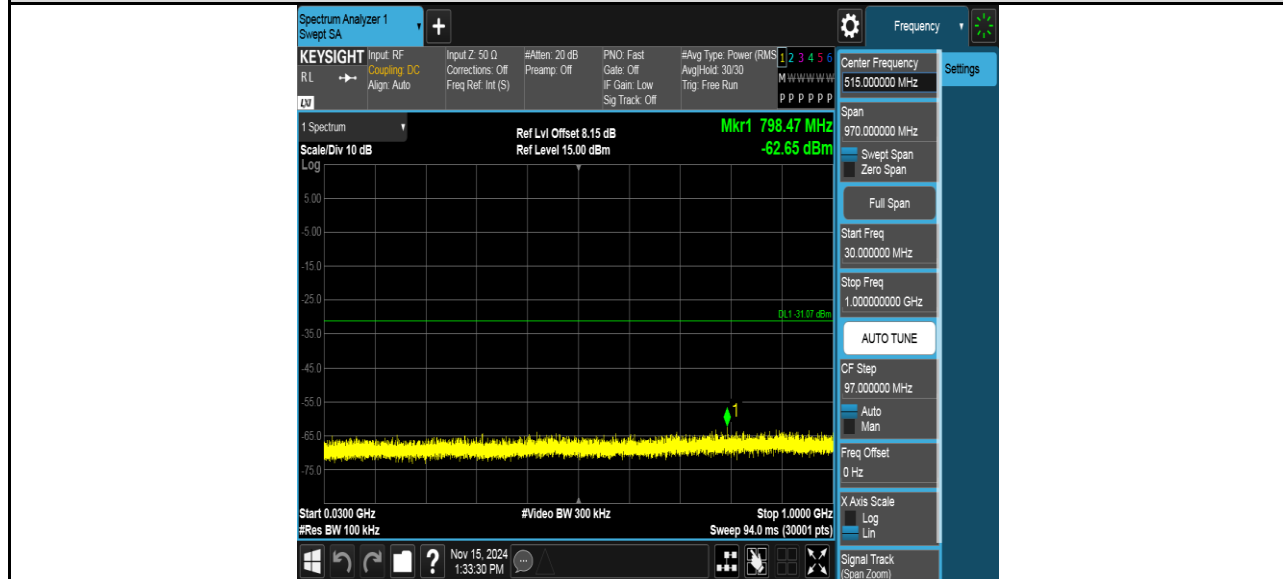 Spectrum Analyzer 1
Swept SA
+
Frequency
KEYSIGHT
RL
LXI
Input: RF
Coupling: DC
Align: Auto
Input Z: 50 Ω
Corrections: Off
Freq Ref: Int (S)
#Atten: 20 dB
Preamp: Off
PNO: Fast
Gate: Off
IF Gain: Low
Sig Track: Off
#Avg Type: Power (RMS
Avg|Hold: 30/30
Trig: Free Run
1 2 3 4 5 6
M W W W W W
P P P P P P
1 Spectrum
Scale/Div 10 dB
Log
Ref Lvl Offset 8.15 dB
Ref Level 15.00 dBm
Mkr1 798.47 MHz
-62.65 dBm
5.00
-5.00
-15.0
-25.0
DL1 -31.07 dBm
-35.0
-45.0
-55.0
1
-65.0
-75.0
Start 0.0300 GHz
#Res BW 100 kHz
#Video BW 300 kHz
Stop 1.0000 GHz
Sweep 94.0 ms (30001 pts)
?
Nov 15, 2024
1:33:30 PM
Center Frequency
515.000000 MHz
Settings
Span
970.000000 MHz
Swept Span
Zero Span
Full Span
Start Freq
30.000000 MHz
Stop Freq
1.000000000 GHz
AUTO TUNE
CF Step
97.000000 MHz
Auto
Man
Freq Offset
0 Hz
X Axis Scale
Log
Lin
Signal Track
(Span Zoom)